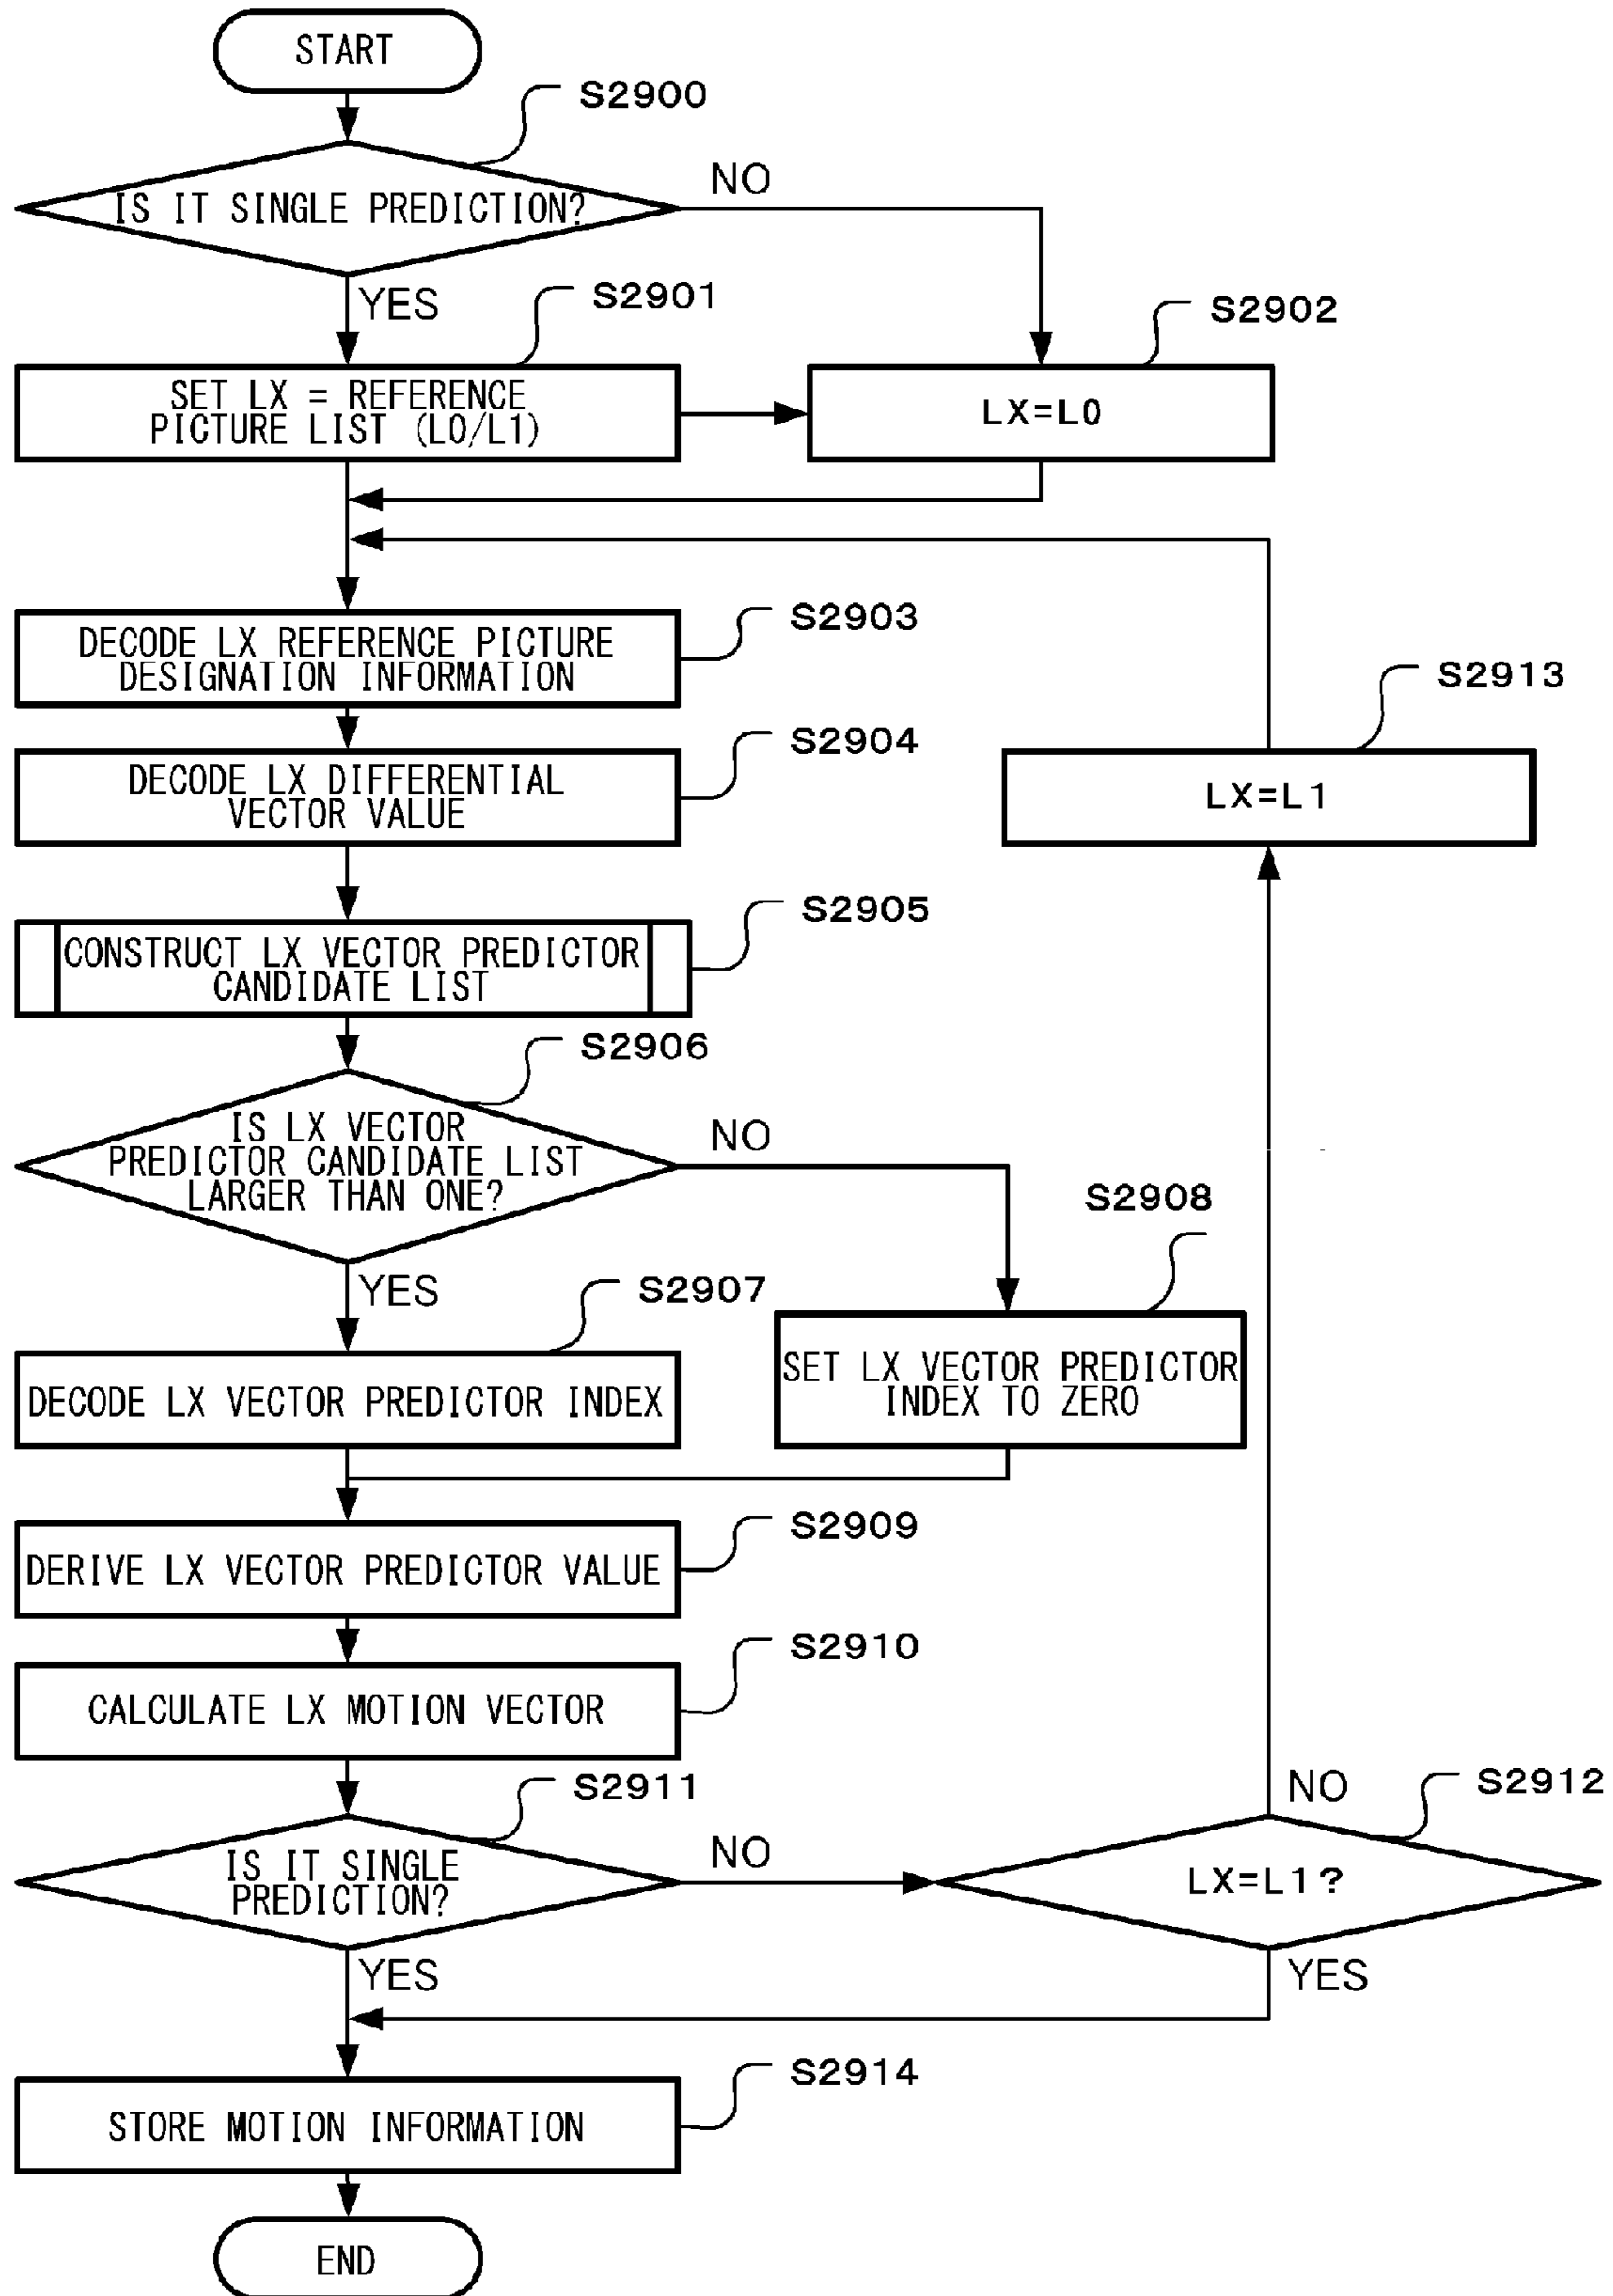 START
S2900
IS IT SINGLE PREDICTION?
NO
YES
S2901
S2902
SET LX = REFERENCE
PICTURE LIST (L0/L1)
LX=L0
S2903
DECODE LX REFERENCE PICTURE
DESIGNATION INFORMATION
S2913
S2904
DECODE LX DIFFERENTIAL
VECTOR VALUE
LX=L1
S2905
CONSTRUCT LX VECTOR PREDICTOR
CANDIDATE LIST
S2906
IS LX VECTOR
PREDICTOR CANDIDATE LIST
LARGER THAN ONE?
NO
S2908
YES
S2907
SET LX VECTOR PREDICTOR
INDEX TO ZERO
DECODE LX VECTOR PREDICTOR INDEX
S2909
DERIVE LX VECTOR PREDICTOR VALUE
S2910
CALCULATE LX MOTION VECTOR
S2911
NO
S2912
IS IT SINGLE
PREDICTION?
NO
LX=L1?
YES
YES
S2914
STORE MOTION INFORMATION
END